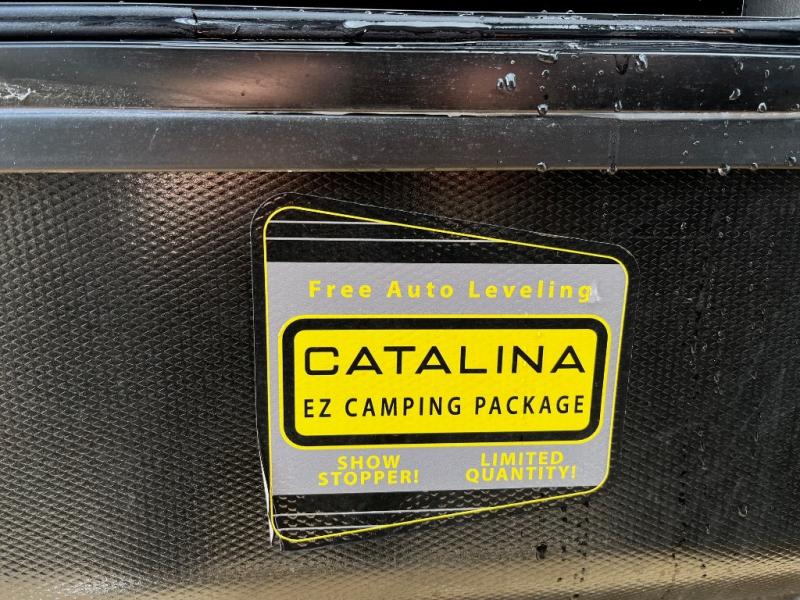 Free Auto Leveling
CATALINA
EZ CAMPING PACKAGE
SHOW
STOPPER!
LIMITED
QUANTITY!